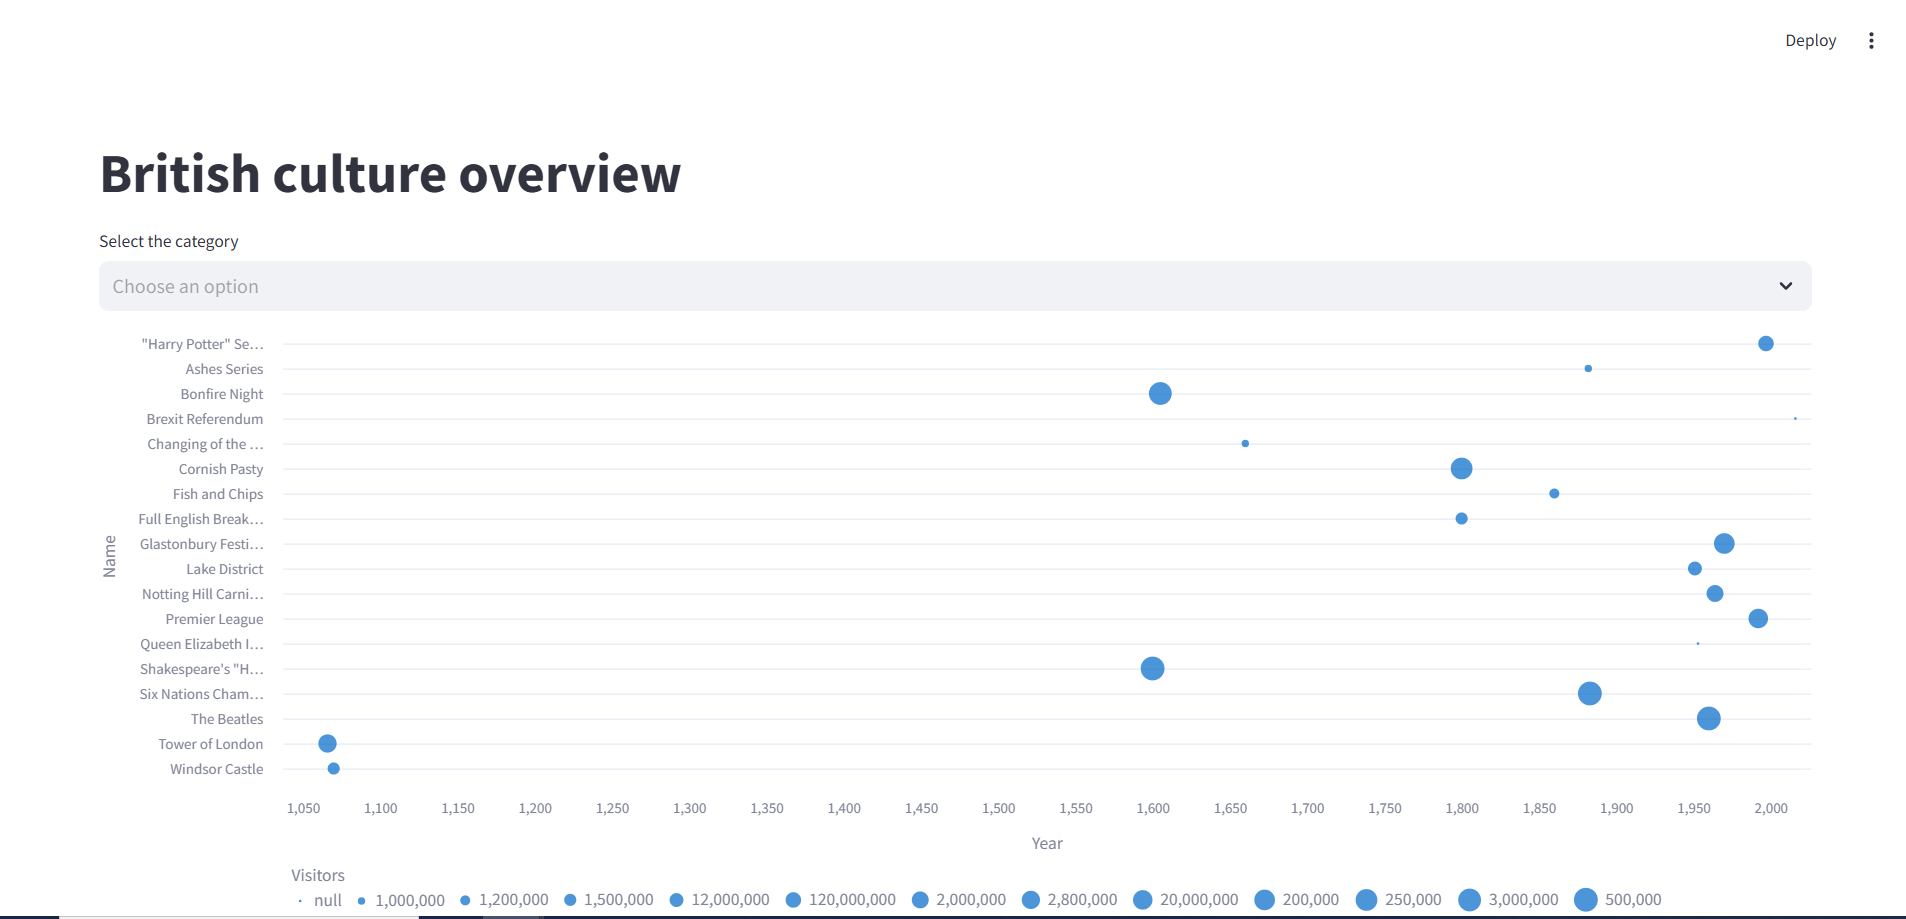 Deploy
British culture overview
Select the category
Choose an option
"Harry Potter" Se...
Ashes Series
Bonfire Night
Brexit Referendum
Changing of the ...
Cornish Pasty
Fish and Chips
Full English Break...
Glastonbury Festi...
Lake District
Notting Hill Carni...
Premier League
Queen Elizabeth I...
Shakespeare's "H...
Six Nations Cham...
The Beatles
Tower of London
Windsor Castle
Name
1,050 1,100 1,150 1,200 1,250 1,300 1,350 1,400 1,450 1,500 1,550 1,600 1,650 1,700 1,750 1,800 1,850 1,900 1,950 2,000
Year
Visitors
null 1,000,000 1,200,000 1,500,000 12,000,000 120,000,000 2,000,000 2,800,000 20,000,000 200,000 250,000 3,000,000 500,000